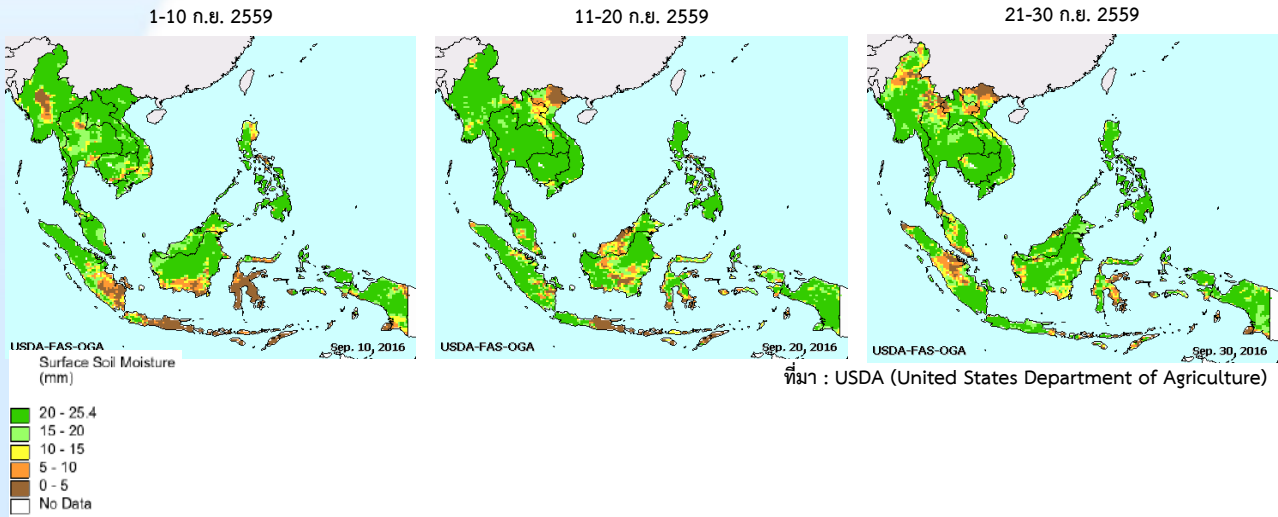 1-10 ก.ย. 2559
11-20 ก.ย. 2559
21-30 ก.ย. 2559
USDA-FAS-OGA
Sep. 10, 2016
USDA-FAS-OGA
Sep. 20, 2016
USDA-FAS-OGA
Sep. 30, 2016
ที่มา : USDA (United States Department of Agriculture)
Surface Soil Moisture
(mm)
20 - 25.4
15 - 20
10 - 15
5 - 10
0 - 5
No Data